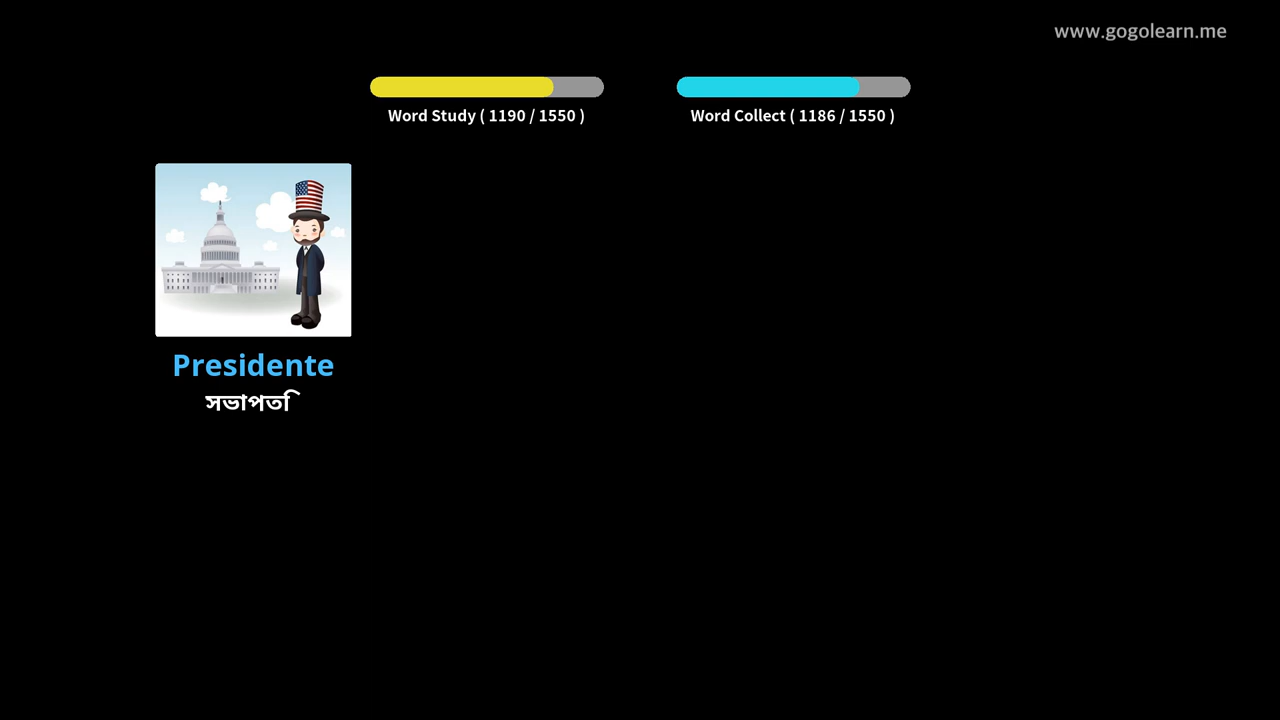 www.gogolearn.me
Word Study ( 1190 / 1550 )
Word Collect ( 1186 / 1550 )
Presidente
সভাপতি